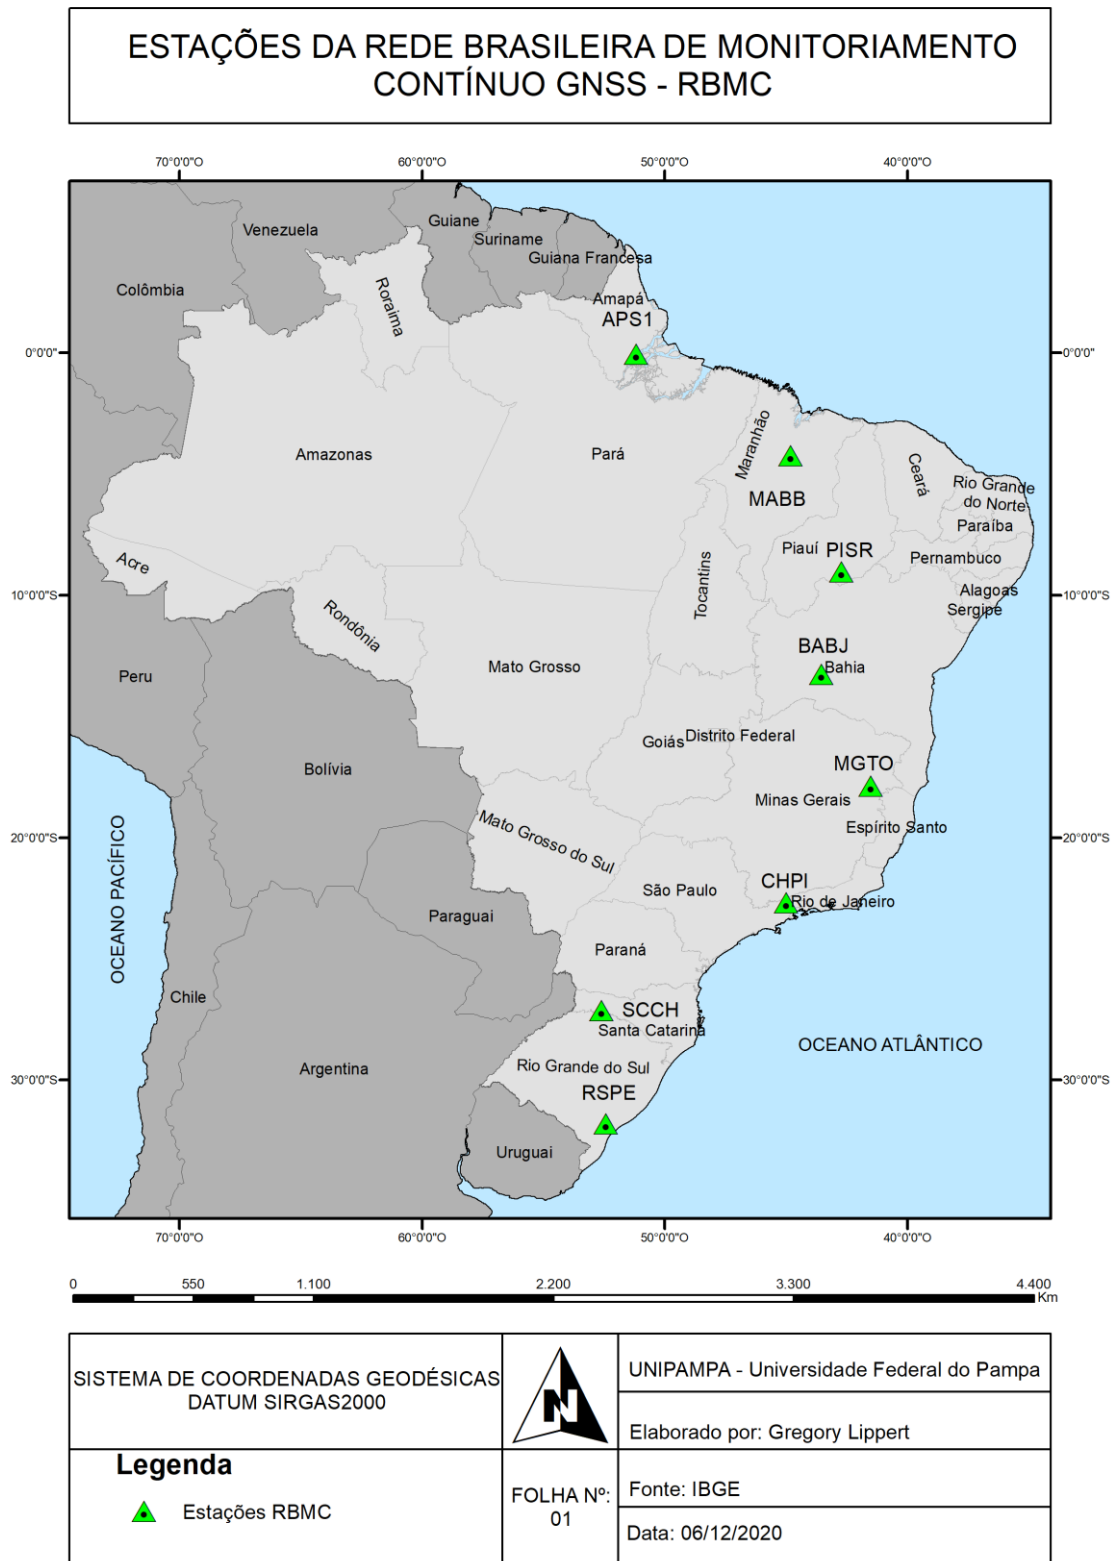 ESTAÇÕES DA REDE BRASILEIRA DE MONITORIAMENTO
CONTÍNUO GNSS - RBMC
70°0'0"O
60°0'0"O
50°0'0"O
40°0'0"O
Venezuela
Guiane
Suriname
Guiana Francesa
Colômbia
Roraima
Amapá
APS1
0°0'0"
0°0'0"
Amazonas
Pará
Maranhão
MABB
Ceará
Rio Grande
do Norte
Paraíba
Piauí
PISR
Pernambuco
Acre
Tocantins
Alagoas
10°0'0"S
10°0'0"S
Sergipe
Rondônia
BABJ
Bahia
Peru
Mato Grosso
Goiás
Distrito Federal
Bolívia
MGTO
Minas Gerais
Espírito Santo
20°0'0"S
20°0'0"S
Mato Grosso do Sul
OCEANO PACÍFICO
São Paulo
CHPI
Rio de Janeiro
Paraguai
Paraná
Chile
SCCH
Santa Catarina
OCEANO ATLÂNTICO
Argentina
Rio Grande do Sul
30°0'0"S
30°0'0"S
RSPE
Uruguai
70°0'0"O
60°0'0"O
50°0'0"O
40°0'0"O
0
550
1.100
2.200
3.300
4.400
Km
SISTEMA DE COORDENADAS GEODÉSICAS
DATUM SIRGAS2000
N
UNIPAMPA - Universidade Federal do Pampa
Elaborado por: Gregory Lippert
Legenda
Estações RBMC
FOLHA Nº:
01
Fonte: IBGE
Data: 06/12/2020